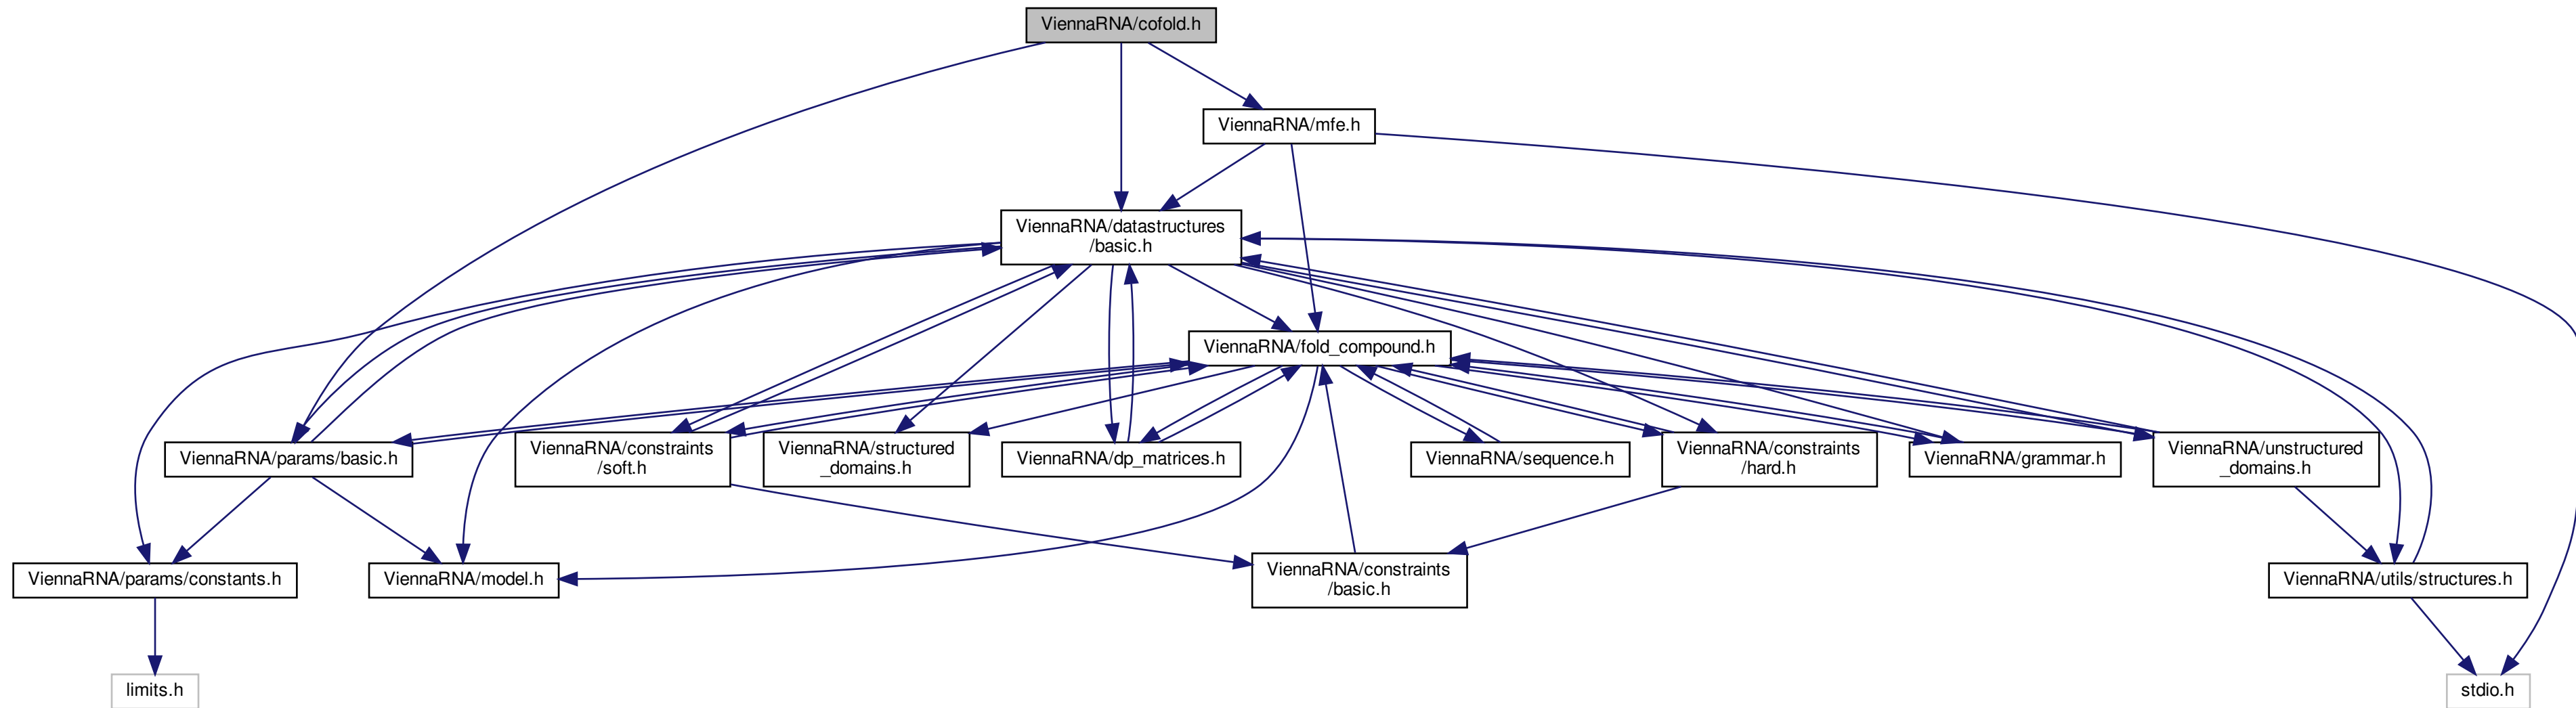 ViennaRNA/cofold.h
ViennaRNA/mfe.h
ViennaRNA/datastructures
/basic.h
ViennaRNA/fold_compound.h
ViennaRNA/params/basic.h
ViennaRNA/constraints
/soft.h
ViennaRNA/structured
_domains.h
ViennaRNA/dp_matrices.h
ViennaRNA/sequence.h
ViennaRNA/constraints
/hard.h
ViennaRNA/grammar.h
ViennaRNA/unstructured
_domains.h
ViennaRNA/params/constants.h
ViennaRNA/model.h
ViennaRNA/constraints
/basic.h
ViennaRNA/utils/structures.h
limits.h
stdio.h